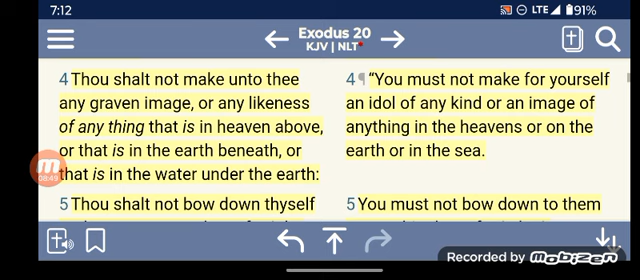 7:12
LTE 91%
Exodus 20
KJV | NLT
4 Thou shalt not make unto thee
any graven image, or any likeness
of any thing that is in heaven above,
or that is in the earth beneath, or
that is in the water under the earth:
5 Thou shalt not bow down thyself
4 ¶ “You must not make for yourself
an idol of any kind or an image of
anything in the heavens or on the
earth or in the sea.
5 You must not bow down to them
M
08:49
Recorded by Mobizen